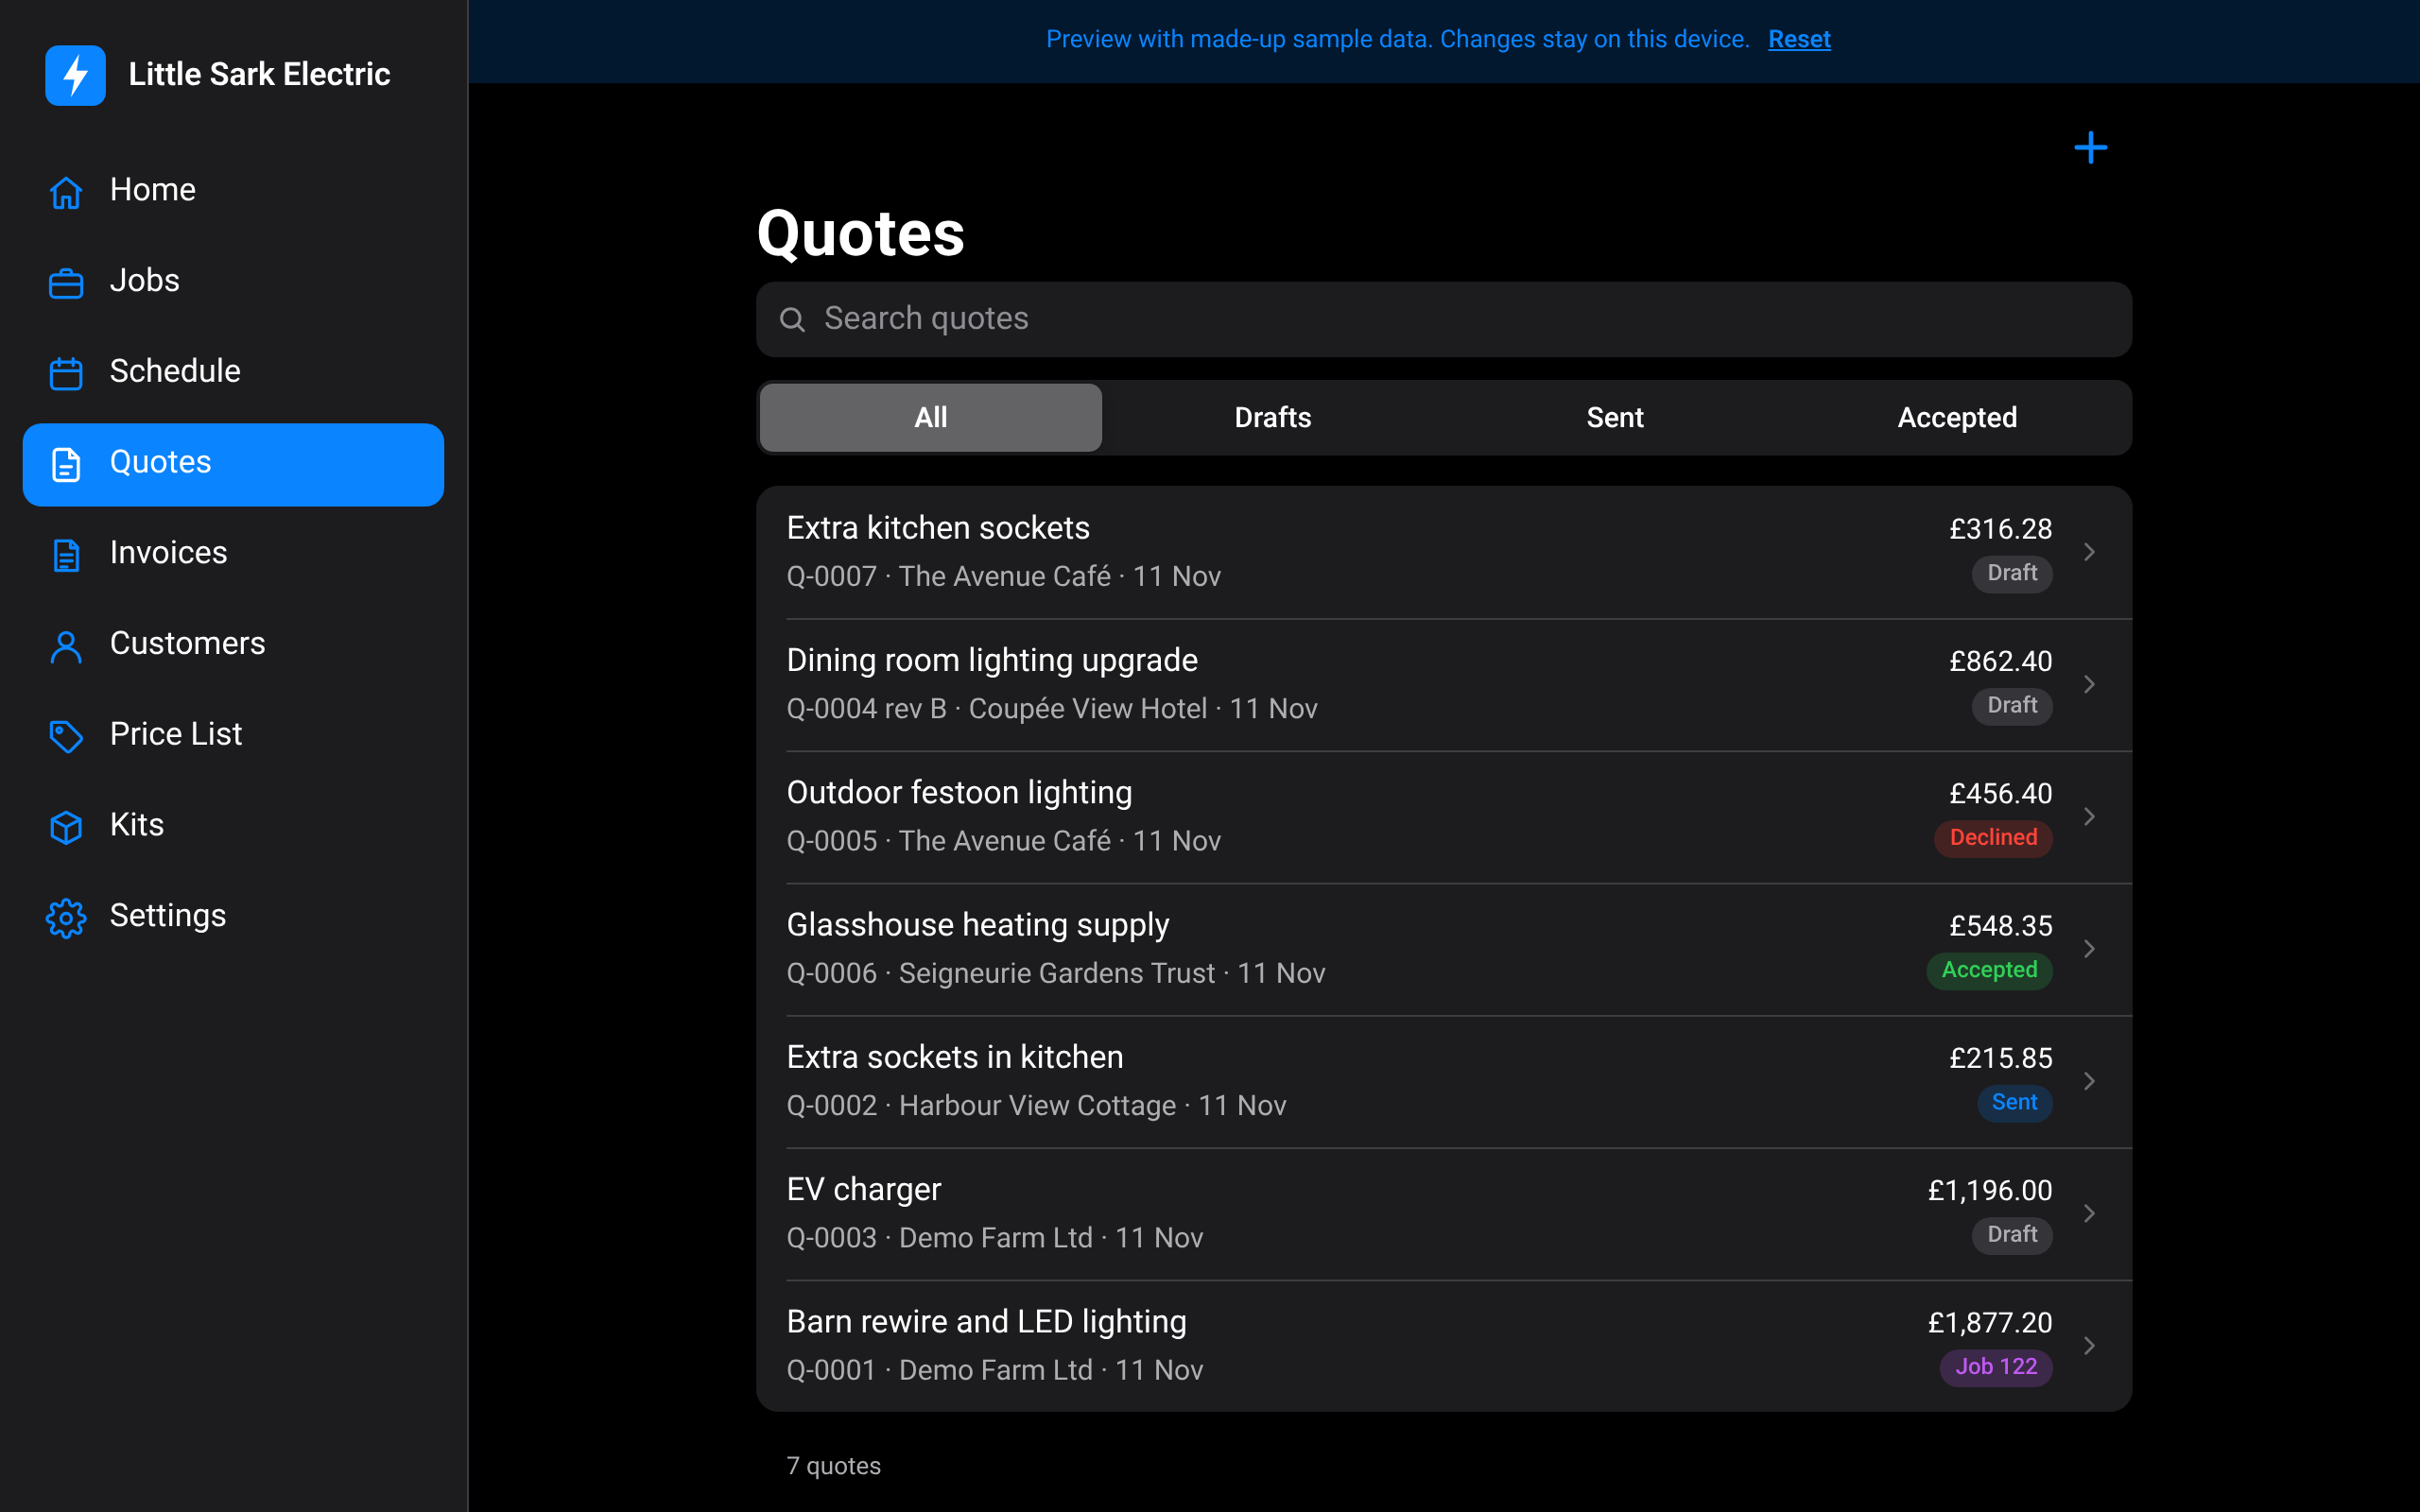 Little Sark Electric
Home
Jobs
Schedule
Quotes
Invoices
Customers
Price List
Kits
Settings
Preview with made-up sample data. Changes stay on this device. Reset
Quotes
Search quotes
All Drafts Sent Accepted
Extra kitchen sockets £316.28
Q-0007 · The Avenue Café · 11 Nov Draft
Dining room lighting upgrade £862.40
Q-0004 rev B · Coupée View Hotel · 11 Nov Draft
Outdoor festoon lighting £456.40
Q-0005 · The Avenue Café · 11 Nov Declined
Glasshouse heating supply £548.35
Q-0006 · Seigneurie Gardens Trust · 11 Nov Accepted
Extra sockets in kitchen £215.85
Q-0002 · Harbour View Cottage · 11 Nov Sent
EV charger £1,196.00
Q-0003 · Demo Farm Ltd · 11 Nov Draft
Barn rewire and LED lighting £1,877.20
Q-0001 · Demo Farm Ltd · 11 Nov Job 122
7 quotes